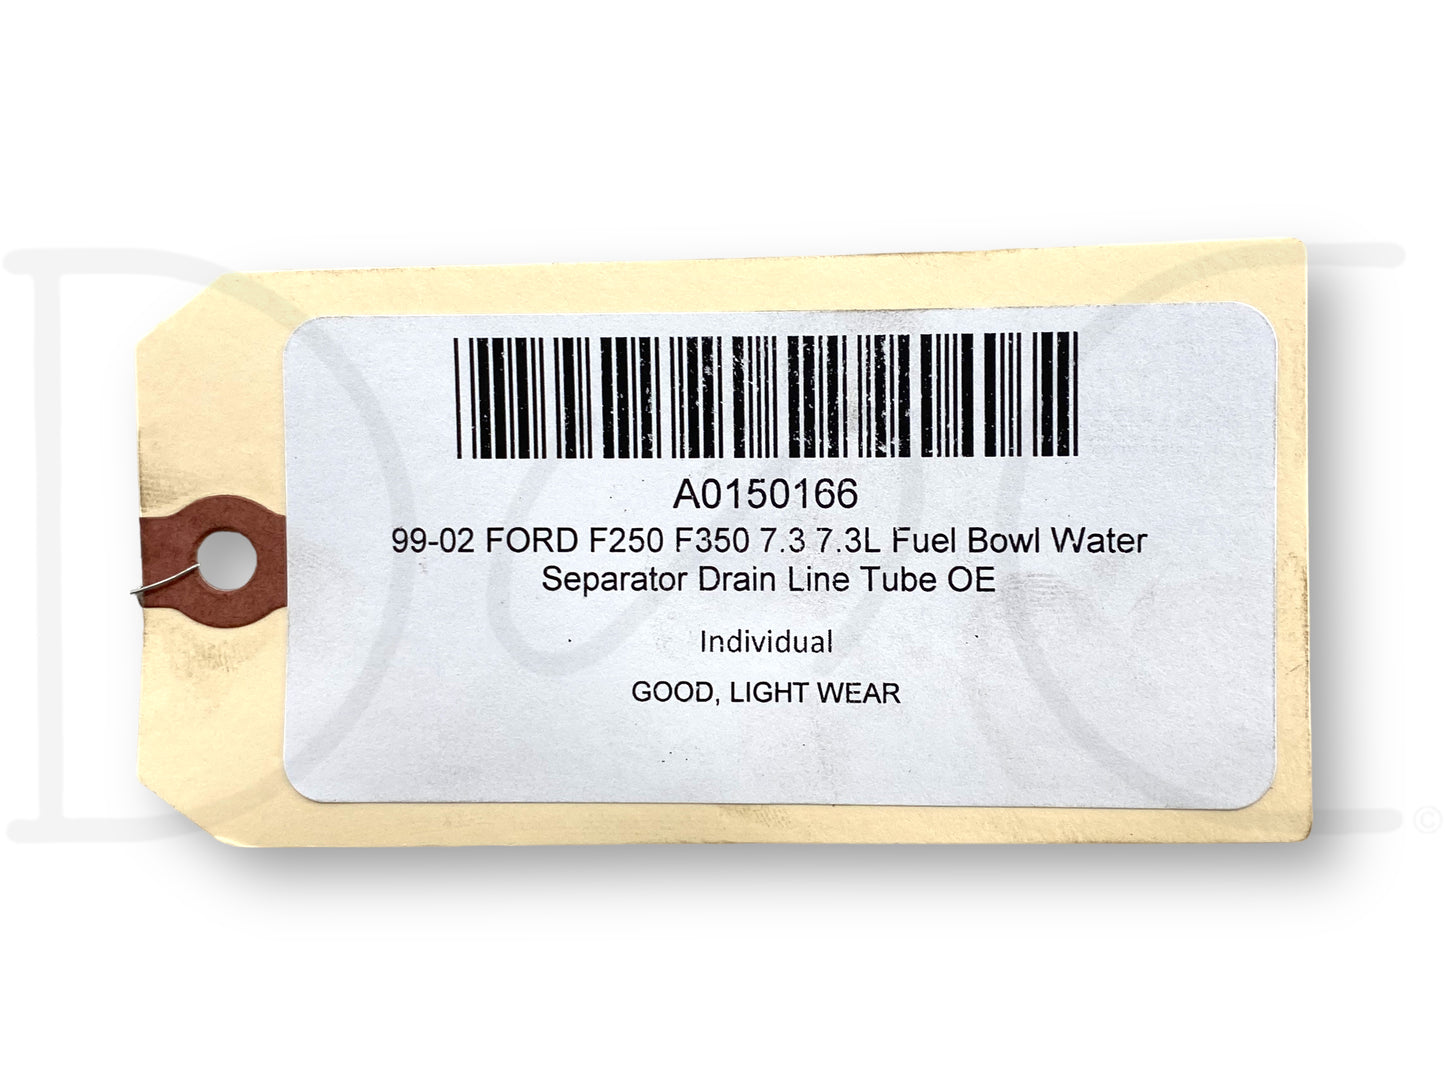 A0150166
99-02 FORD F250 F350 7.3 7.3L Fuel Bowl Water
Separator Drain Line Tube OE
Individual
GOOD, LIGHT WEAR
©